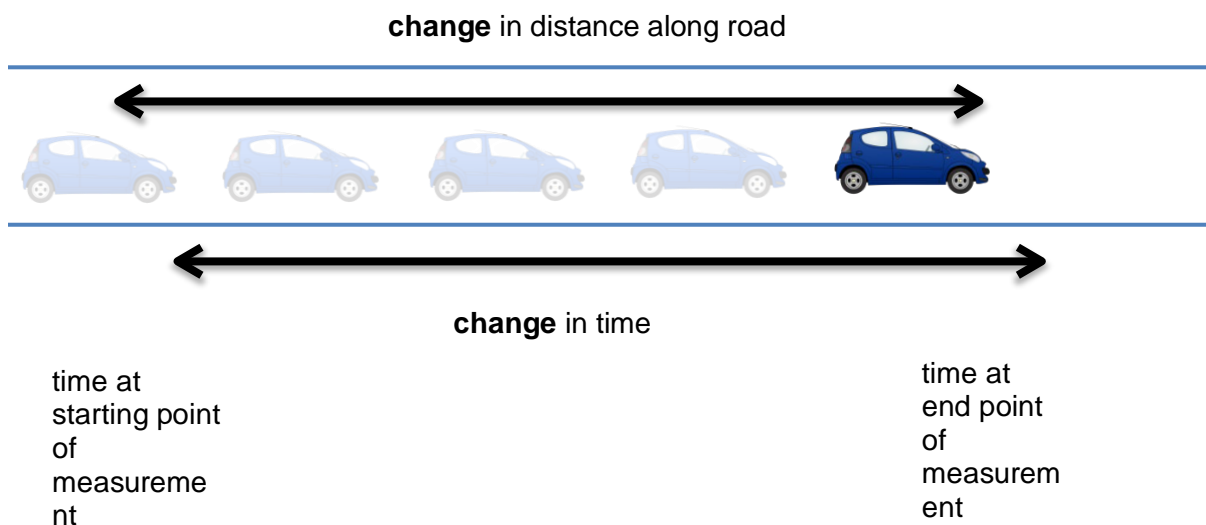 change in distance along road
change in time
time at
starting point
of
measureme
nt
time at
end point
of
measurem
ent